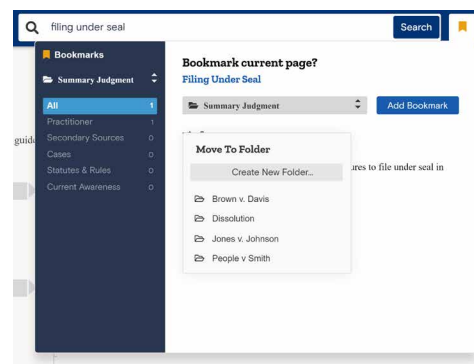 filing under seal
Search
Bookmarks
Summary Judgment
All 1
Practitioner 1
Secondary Sources 0
Cases 0
Statutes & Rules 0
Current Awareness 0
guide
Bookmark current page?
Filing Under Seal
Summary Judgment
Add Bookmark
ures to file under seal in
Move To Folder
Create New Folder...
Brown v. Davis
Dissolution
Jones v. Johnson
People v Smith